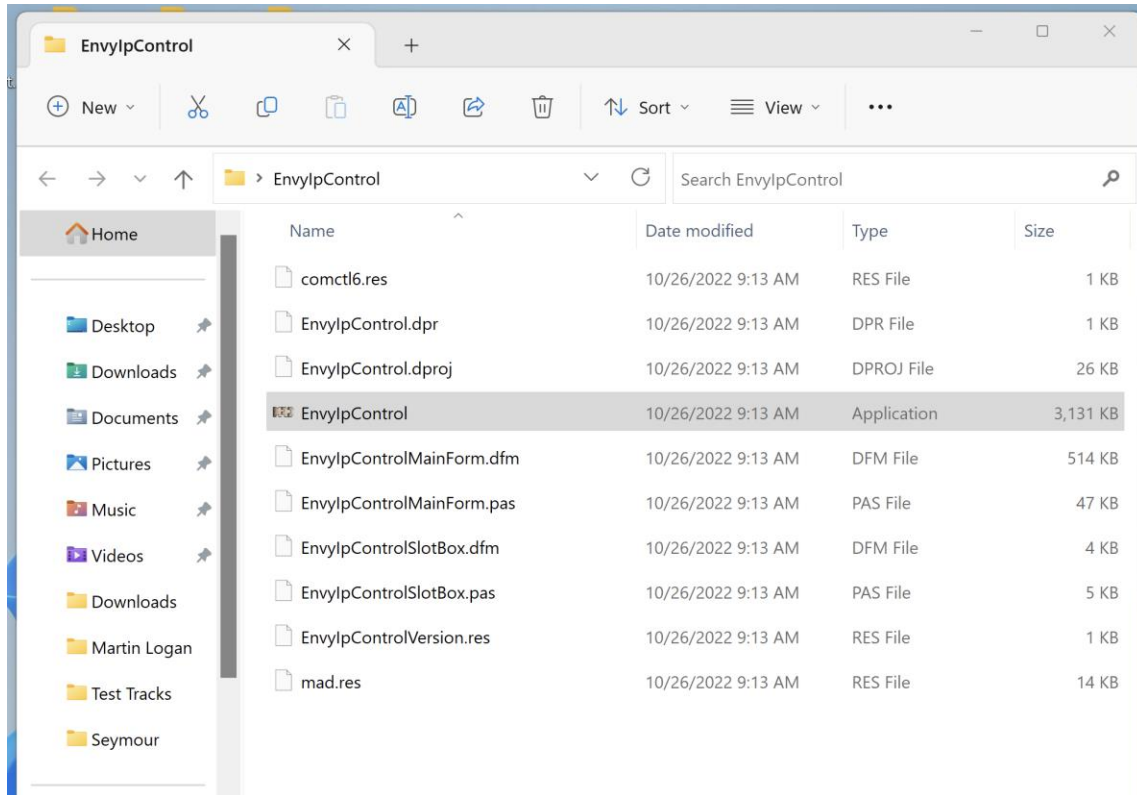 EnvyIpControl
New
Sort
View
EnvyIpControl
Search EnvyIpControl
Home
Name Date modified Type Size
comctl6.res 10/26/2022 9:13 AM RES File 1 KB
Desktop
EnvyIpControl.dpr 10/26/2022 9:13 AM DPR File 1 KB
Downloads
EnvyIpControl.dproj 10/26/2022 9:13 AM DPROJ File 26 KB
Documents
EnvyIpControl 10/26/2022 9:13 AM Application 3,131 KB
Pictures
EnvyIpControlMainForm.dfm 10/26/2022 9:13 AM DFM File 514 KB
Music
EnvyIpControlMainForm.pas 10/26/2022 9:13 AM PAS File 47 KB
Videos
EnvyIpControlSlotBox.dfm 10/26/2022 9:13 AM DFM File 4 KB
Downloads
EnvyIpControlSlotBox.pas 10/26/2022 9:13 AM PAS File 5 KB
Martin Logan
EnvyIpControlVersion.res 10/26/2022 9:13 AM RES File 1 KB
Test Tracks
mad.res 10/26/2022 9:13 AM RES File 14 KB
Seymour